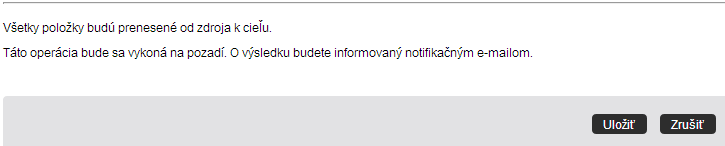 Všetky položky budú prenesené od zdroja k cieľu.
Táto operácia bude sa vykoná na pozadí. O výsledku budete informovaný notifikačným e-mailom.
Uložiť Zrušiť